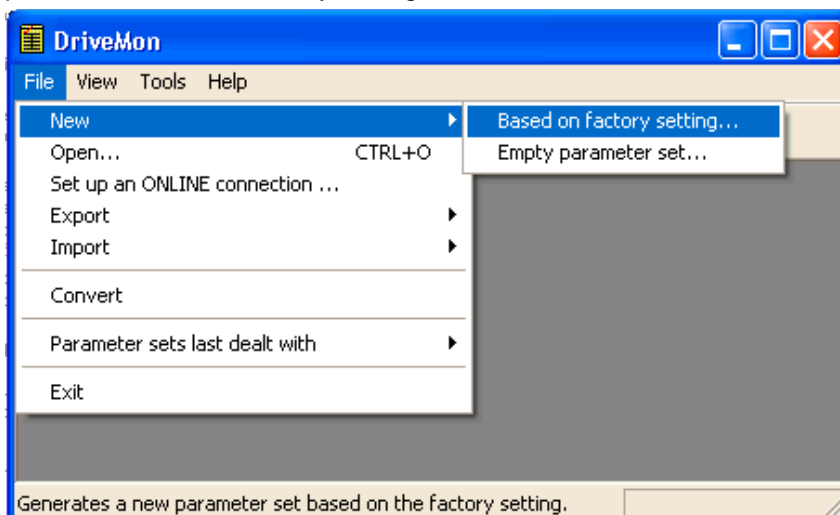 DriveMon
File View Tools Help
New
Based on factory setting...
Open... CTRL+O
Empty parameter set...
Set up an ONLINE connection ...
Export
Import
Convert
Parameter sets last dealt with
Exit
Generates a new parameter set based on the factory setting.